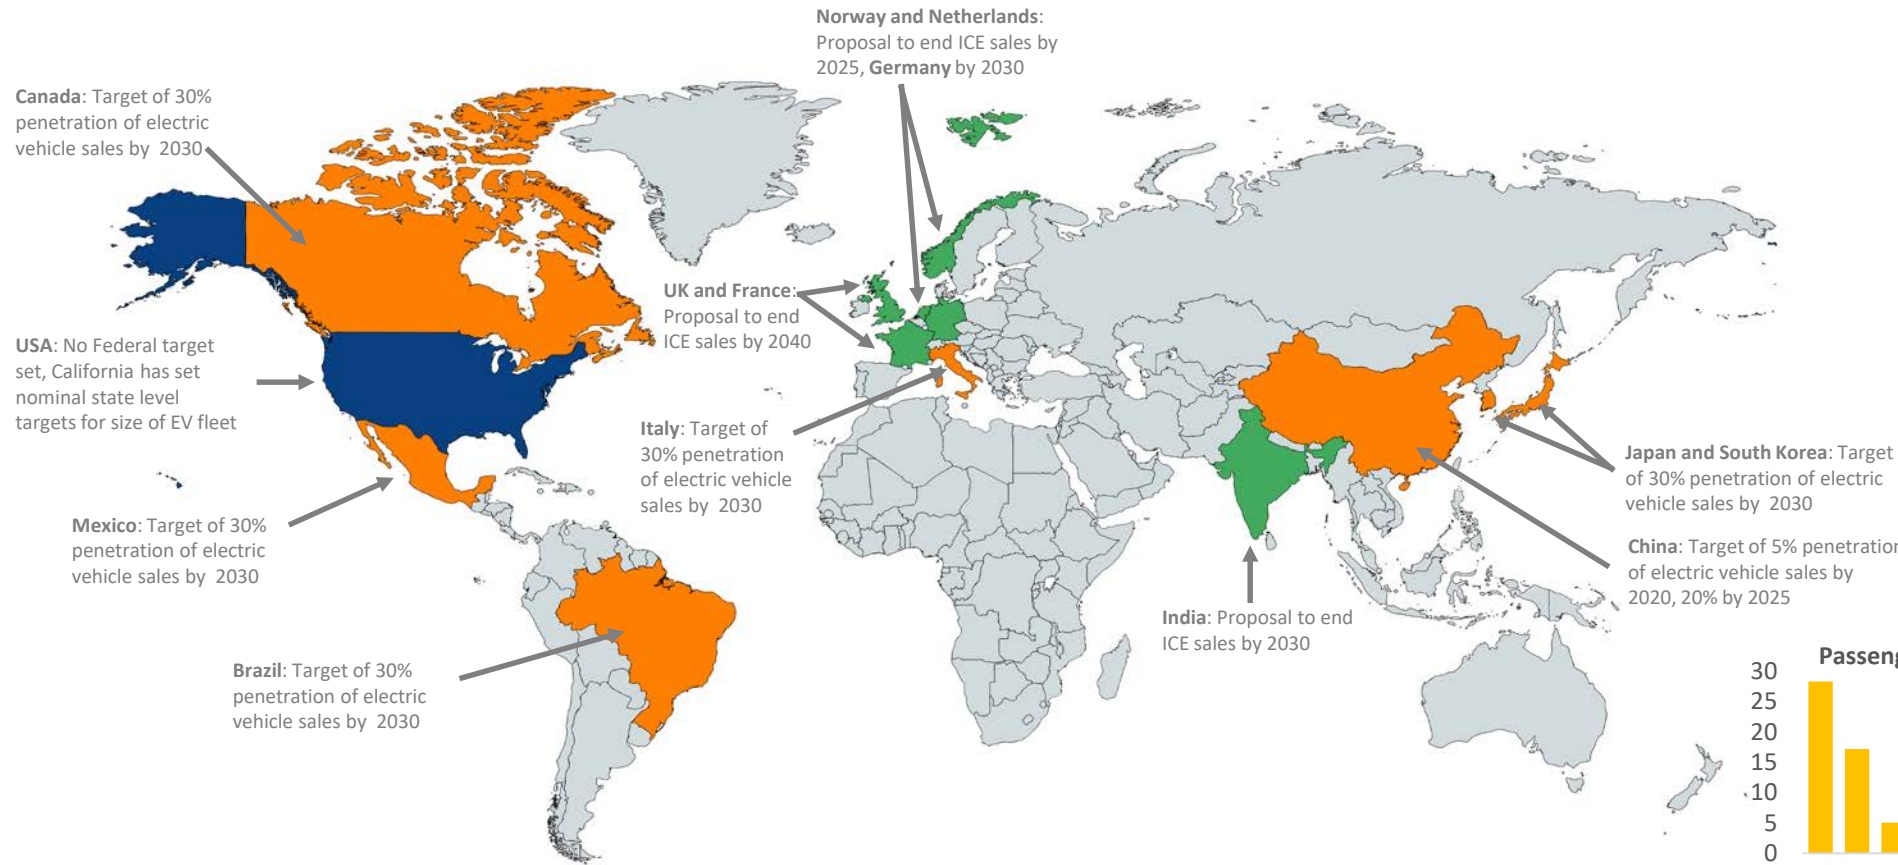 Norway and Netherlands:
Proposal to end ICE sales by
2025, Germany by 2030
Canada: Target of 30%
penetration of electric
vehicle sales by 2030
UK and France:
Proposal to end
ICE sales by 2040
USA: No Federal target
set, California has set
nominal state level
targets for size of EV fleet
Italy: Target of
30% penetration
of electric vehicle
sales by 2030
Japan and South Korea: Target
of 30% penetration of electric
vehicle sales by 2030
Mexico: Target of 30%
penetration of electric
vehicle sales by 2030
China: Target of 5% penetration
of electric vehicle sales by
2020, 20% by 2025
India: Proposal to end
ICE sales by 2030
Brazil: Target of 30%
penetration of electric
vehicle sales by 2030
Passeng
30
25
20
15
10
5
0